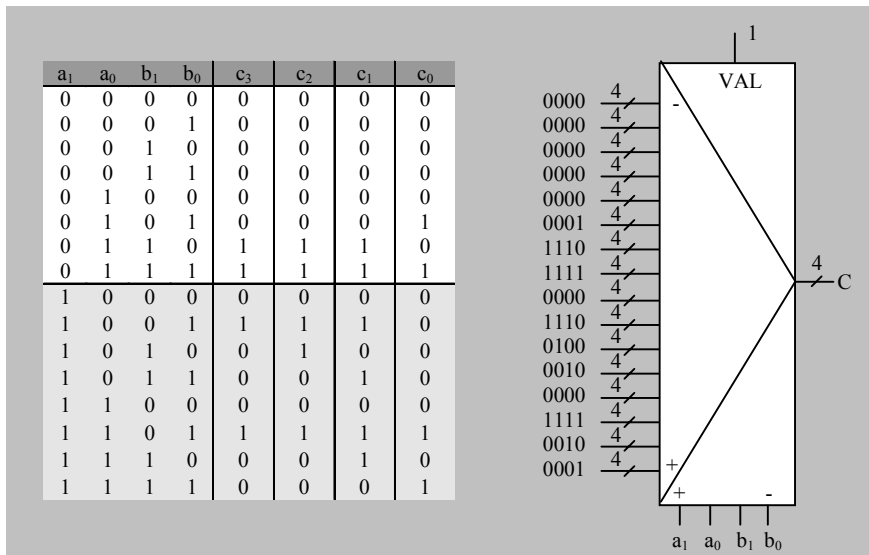 a₁ a₀ b₁ b₀ c₃ c₂ c₁ c₀
0 0 0 0 0 0 0 0
0 0 0 1 0 0 0 0
0 0 1 0 0 0 0 0
0 0 1 1 0 0 0 0
0 1 0 0 0 0 0 0
0 1 0 1 0 0 0 1
0 1 1 0 1 1 1 0
0 1 1 1 1 1 1 1
1 0 0 0 0 0 0 0
1 0 0 1 1 1 1 0
1 0 1 0 0 1 0 0
1 0 1 1 0 0 1 0
1 1 0 0 0 0 0 0
1 1 0 1 1 1 1 1
1 1 1 0 0 0 1 0
1 1 1 1 0 0 0 1
1
VAL
0000 4 -
0000 4
0000 4
0000 4
0000 4
0001 4
1110 4
1111 4
0000 4
1110 4
0100 4
0010 4
0000 4
1111 4
0010 4
0001 4 +
4 C
+ -
a₁ a₀ b₁ b₀